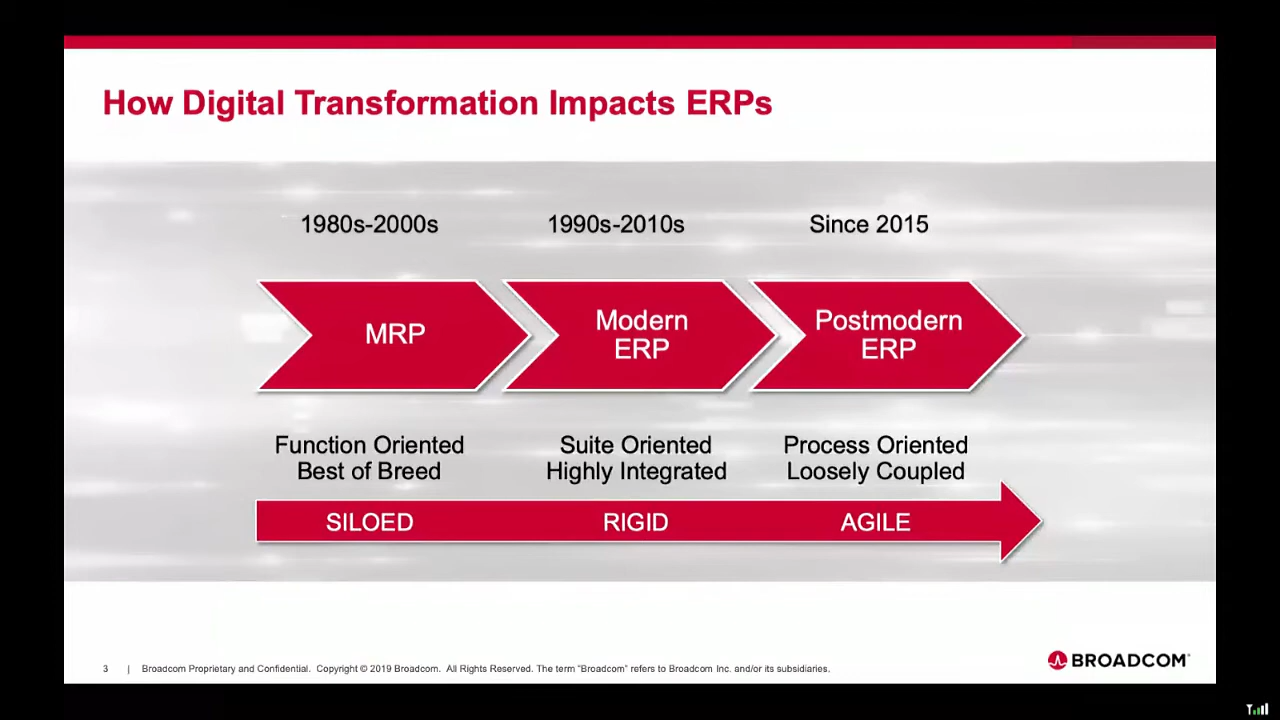 How Digital Transformation Impacts ERPs
1980s-2000s
1990s-2010s
Since 2015
MRP
Modern
ERP
Postmodern
ERP
Function Oriented
Best of Breed
Suite Oriented
Highly Integrated
Process Oriented
Loosely Coupled
SILOED
RIGID
AGILE
3 | Broadcom Proprietary and Confidential. Copyright © 2019 Broadcom. All Rights Reserved. The term “Broadcom” refers to Broadcom Inc. and/or its subsidiaries.
BROADCOM